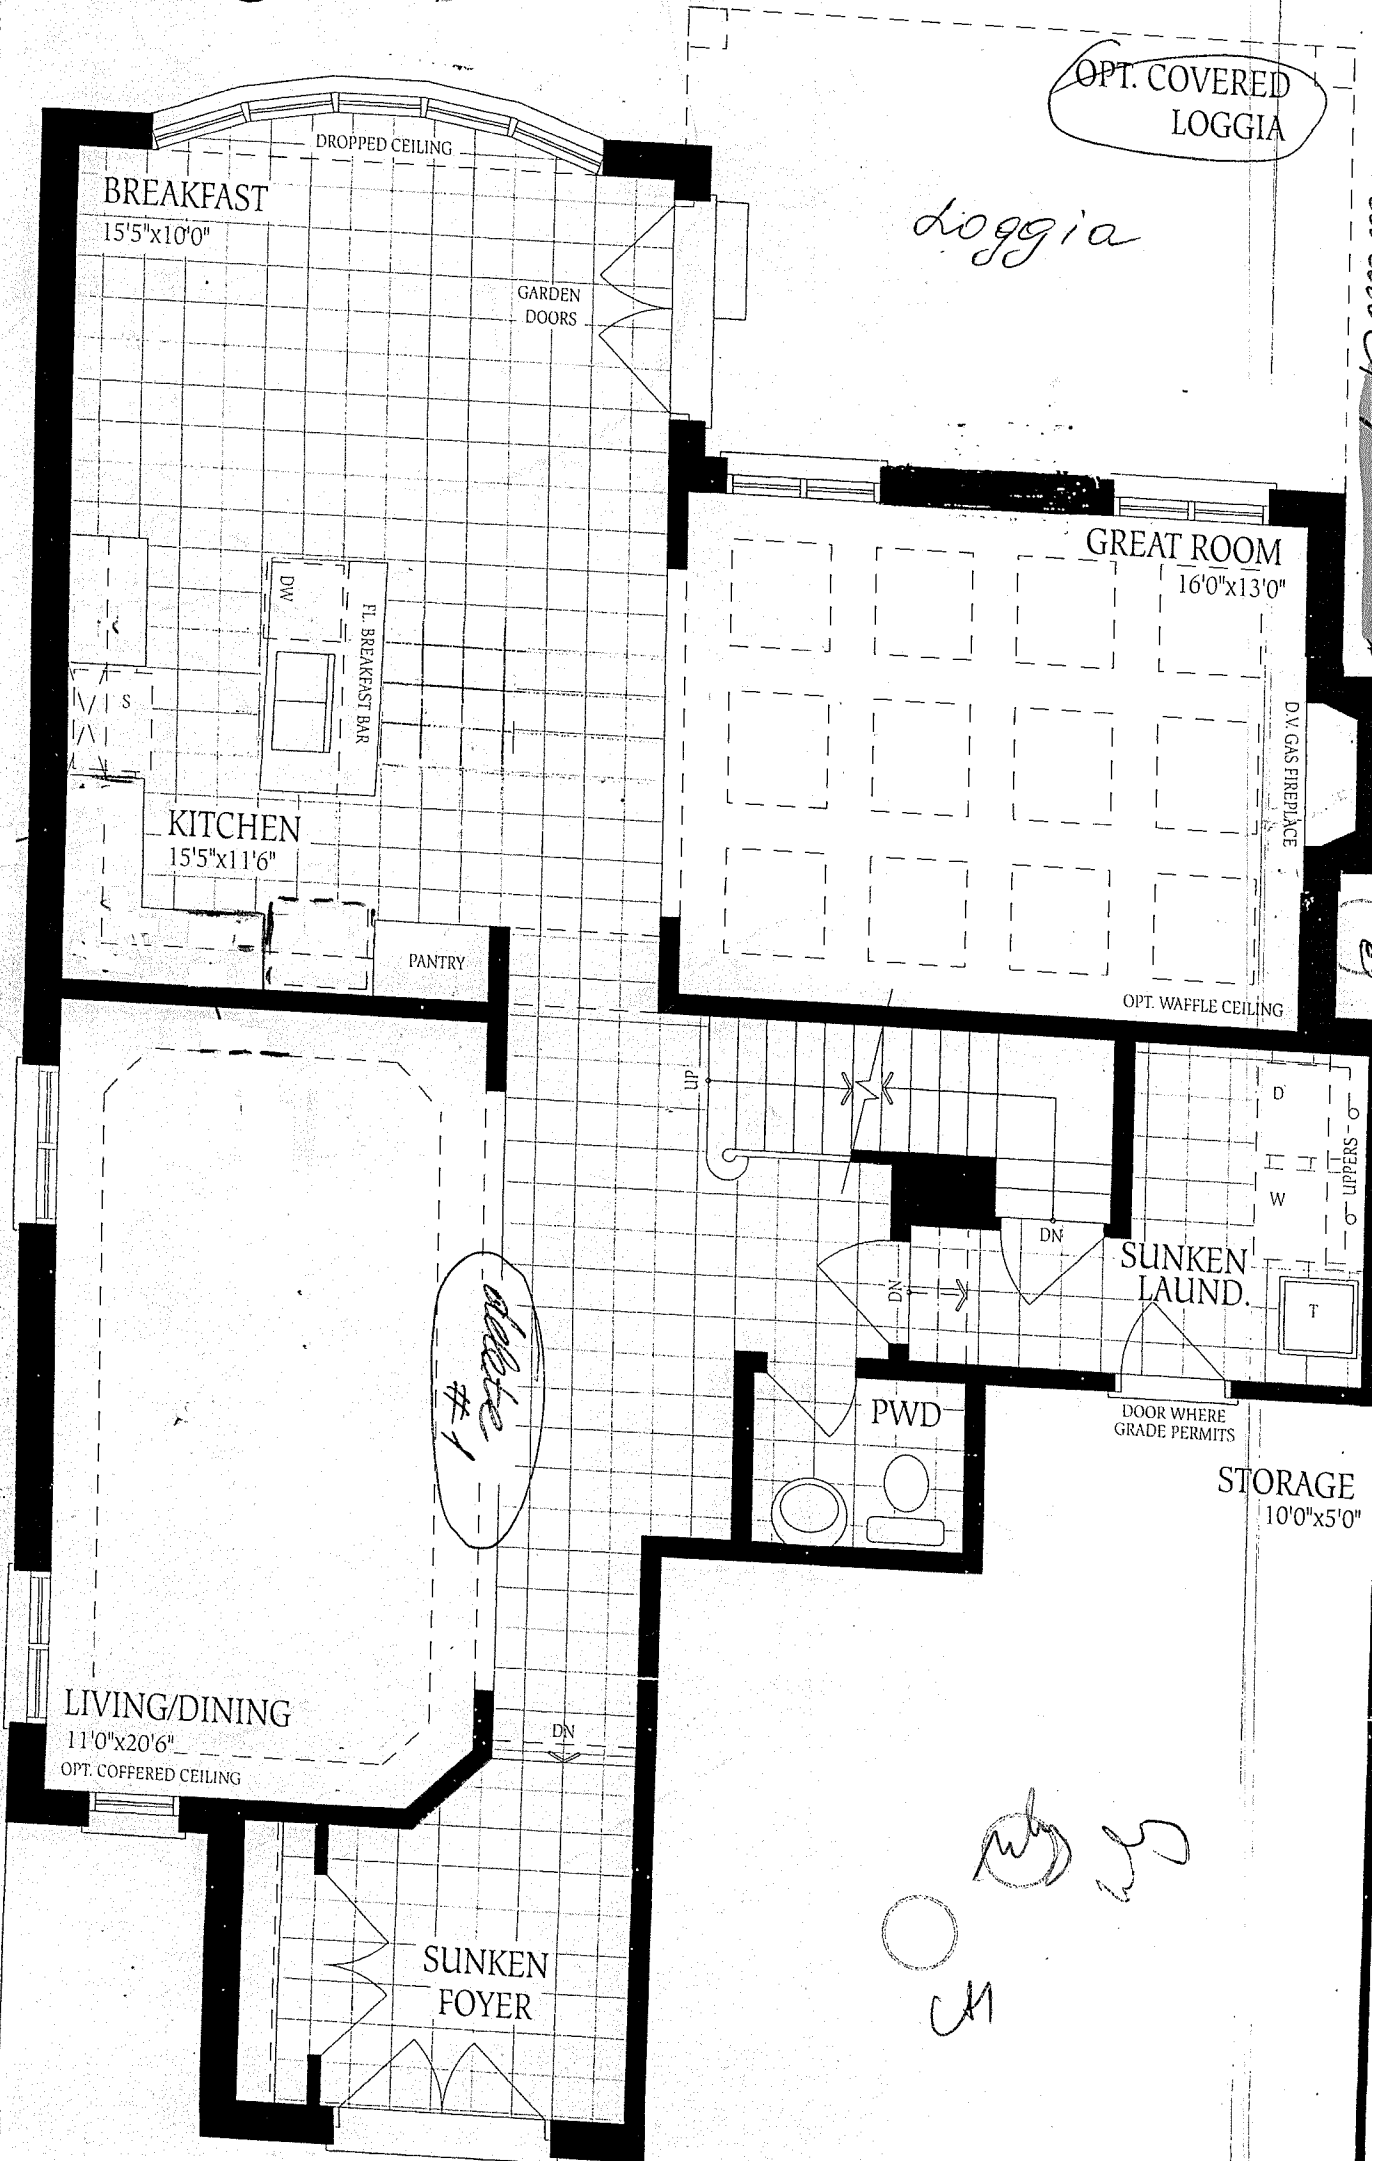 OPT. COVERED
LOGGIA
Loggia
DROPPED CEILING
BREAKFAST
15'5"x10'0"
GARDEN
DOORS
GREAT ROOM
16'0"x13'0"
DW
FL. BREAKFAST BAR
S
D.V. GAS FIREPLACE
KITCHEN
15'5"x11'6"
PANTRY
OPT. WAFFLE CEILING
UP
D
W
UPPERS
DN
DN
SUNKEN
LAUND.
T
delete
#1
PWD
DOOR WHERE
GRADE PERMITS
STORAGE
10'0"x5'0"
LIVING/DINING
11'0"x20'6"
OPT. COFFERED CEILING
DN
SUNKEN
FOYER